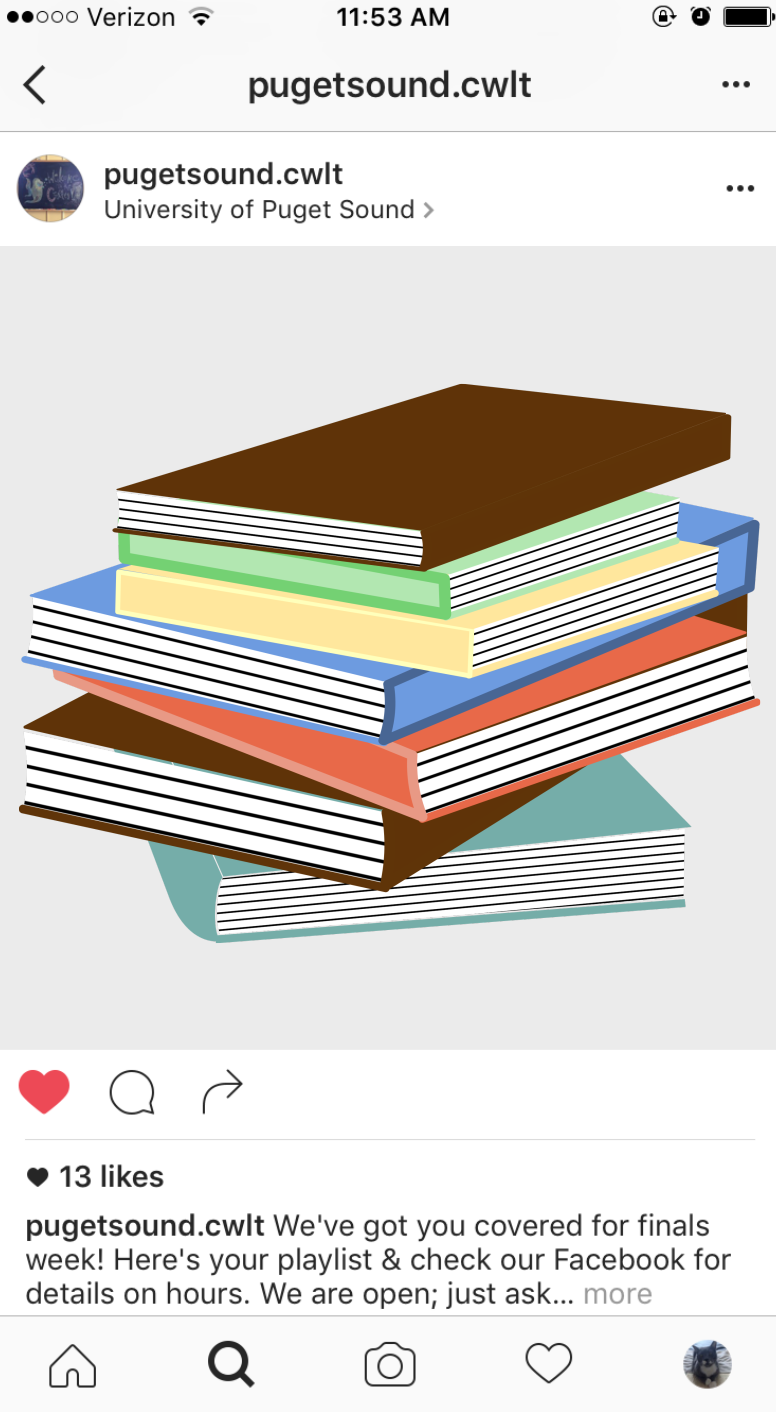 Verizon 11:53 AM
pugetsound.cwlt
pugetsound.cwlt
University of Puget Sound
13 likes
pugetsound.cwlt We've got you covered for finals
week! Here's your playlist & check our Facebook for
details on hours. We are open; just ask... more